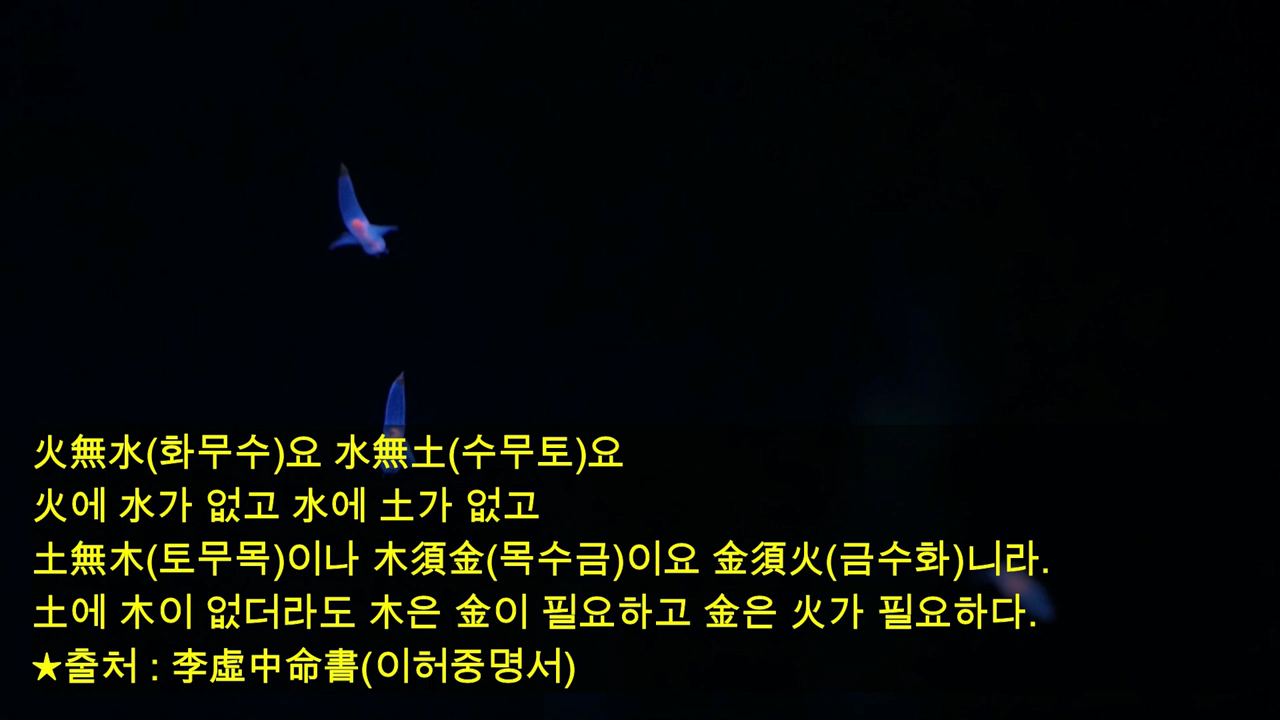 火無水(화무수)요 水無土(수무토)요
火에 水가 없고 水에 土가 없고
土無木(토무목)이나 木須金(목수금)이요 金須火(금수화)니라.
土에 木이 없더라도 木은 金이 필요하고 金은 火가 필요하다.
★출처 : 李虛中命書(이허중명서)